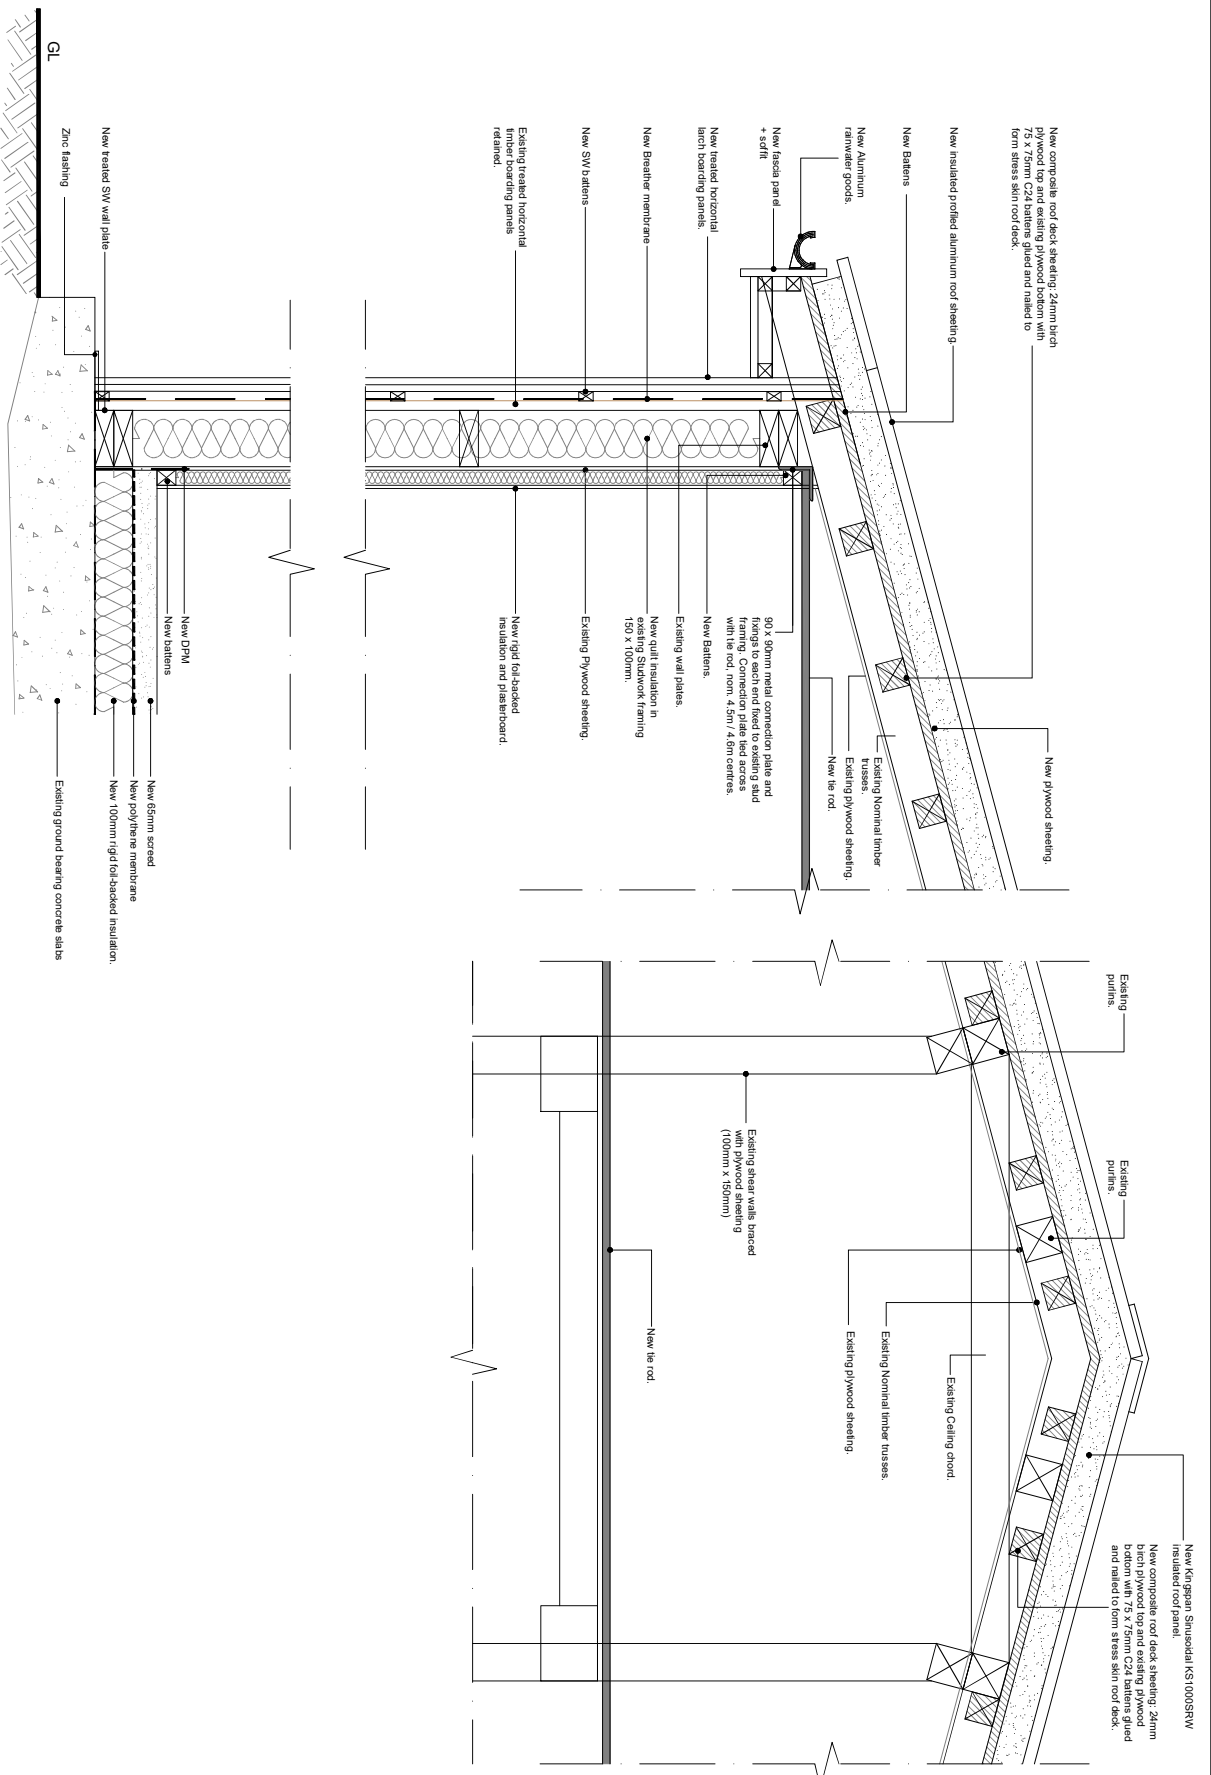 New Kingspan Sinusoidal KS1000SRW
insulated roof panel.
New composite roof deck sheeting: 24mm
birch plywood top and existing plywood
bottom with 75 x 75mm C24 battens glued
and nailed to form stress skin roof deck.
Existing
purlins.
Existing
purlins.
New composite roof deck sheeting: 24mm birch
plywood top and existing plywood bottom with
75 x 75mm C24 battens glued and nailed to
form stress skin roof deck.
New plywood sheeting.
New insulated profiled aluminum roof sheeting.
Existing Ceiling chord.
New Battens
Existing Nominal timber
trusses.
Existing Nominal timber trusses.
New Aluminum
rainwater goods.
Existing plywood sheeting.
Existing plywood sheeting.
New tie rod.
New fascia panel
+ soffit
90 x 90mm metal connection plate and
fixings to each end fixed to existing stud
framing. Connection plate tied across
with tie rod, nom. 4.5m / 4.6m centres.
Existing shear walls braced
with plywood sheeting
(100mm x 150mm)
New treated horizontal
larch boarding panels.
New Battens.
Existing wall plates.
New Breather membrane
New quilt insulation in
existing Studwork framing
150 x 100mm.
New tie rod.
New SW battens
Existing Plywood sheeting.
Existing treated horizontal
timber boarding panels
retained.
New rigid foil-backed
insulation and plasterboard.
New DPM
New battens
New 65mm screed
New polythene membrane
New 100mm rigid foil-backed insulation.
New treated SW wall plate
Zinc flashing
Existing ground bearing concrete slabs
GL